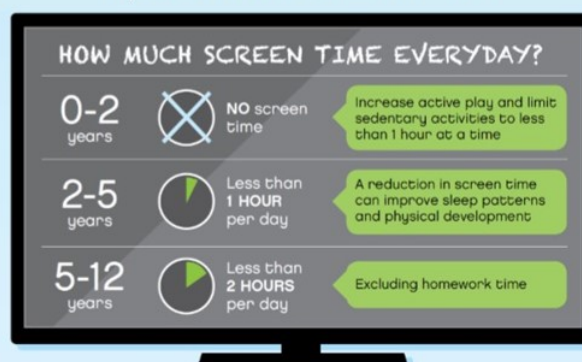 HOW MUCH SCREEN TIME EVERYDAY?
0-2
years
NO screen
time
Increase active play and limit
sedentary activities to less
than 1 hour at a time
2-5
years
Less than
1 HOUR
per day
A reduction in screen time
can improve sleep patterns
and physical development
5-12
years
Less than
2 HOURS
per day
Excluding homework time